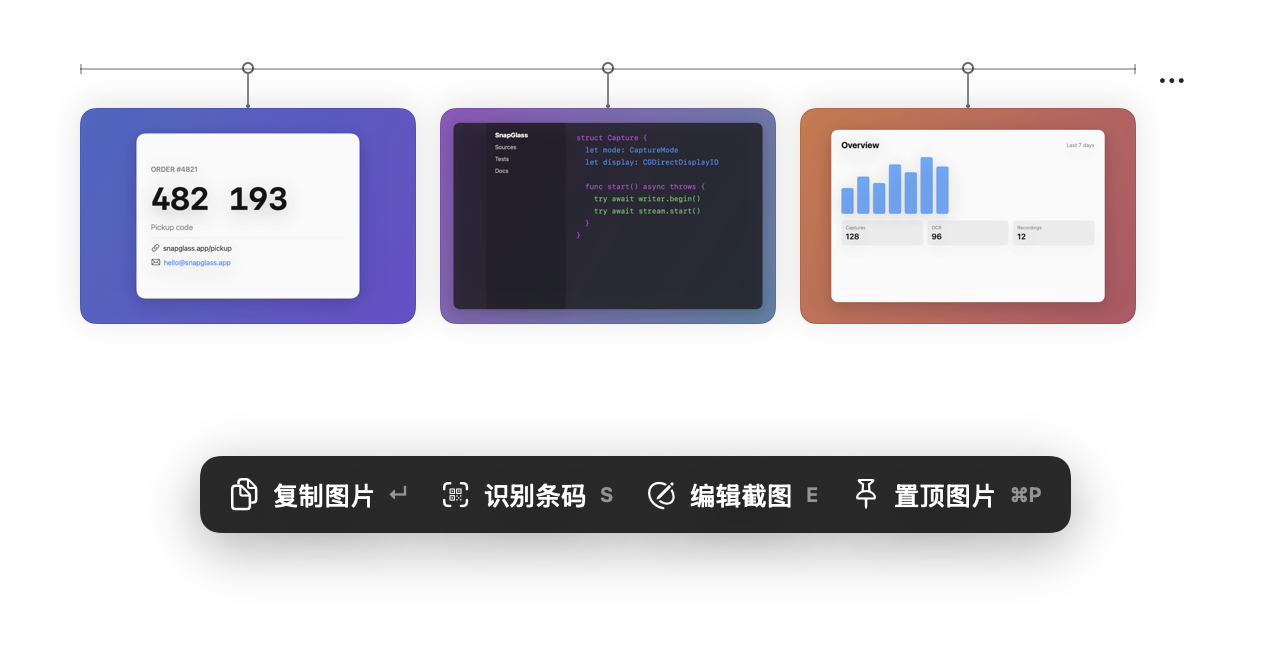 ORDER #4821
482 193
Pickup code
snapglass.app/pickup
hello@snapglass.app
SnapGlass
Sources
Tests
Docs
struct Capture {
let mode: CaptureMode
let display: CGDirectDisplayID
func start() async throws {
try await writer.begin()
try await stream.start()
}
}
Overview
Last 7 days
Captures
128
OCR
96
Recordings
12
复制图片 ↵
识别条码 S
编辑截图 E
置顶图片 ⌘P